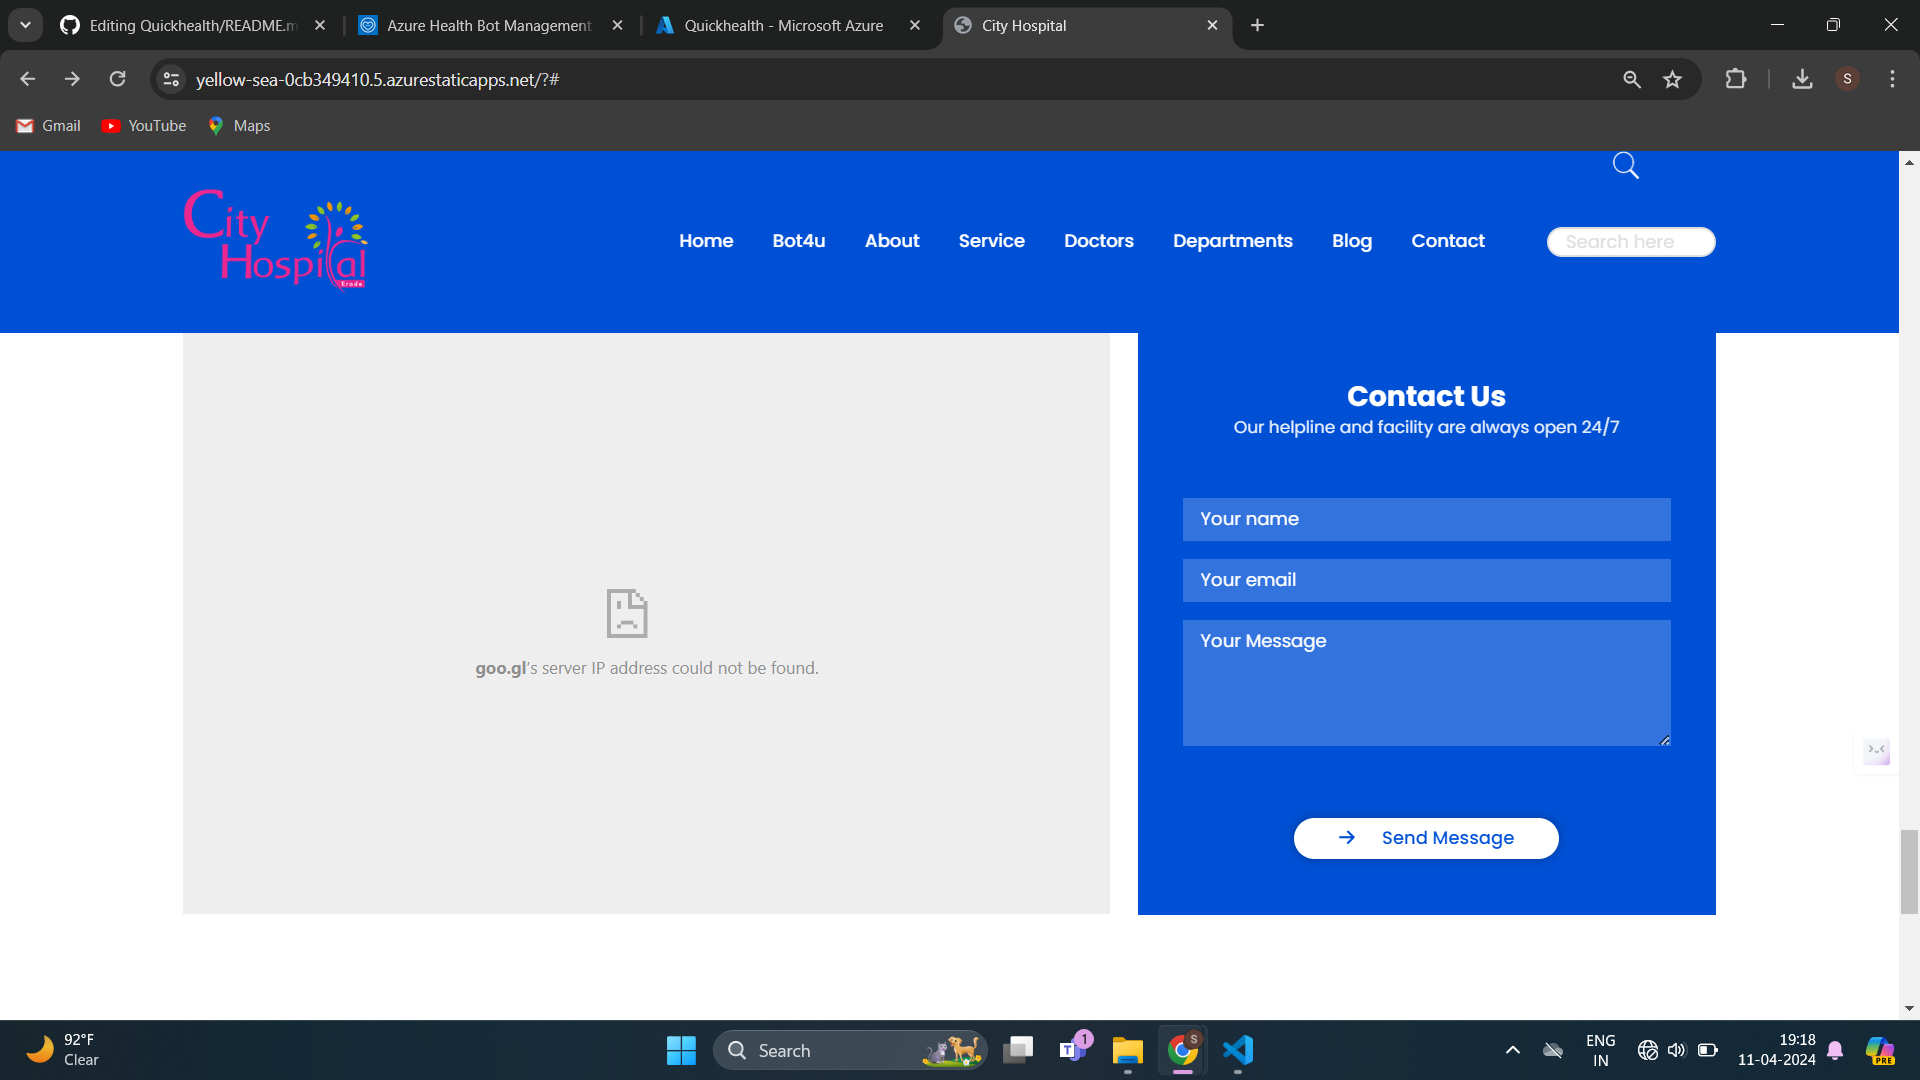 Editing Quickhealth/README.m
Azure Health Bot Management
Quickhealth - Microsoft Azure
City Hospital
yellow-sea-0cb349410.5.azurestaticapps.net/?#
S
Gmail
YouTube
Maps
City
Hospital
Erode
Home
Bot4u
About
Service
Doctors
Departments
Blog
Contact
Search here
goo.gl's server IP address could not be found.
Contact Us
Our helpline and facility are always open 24/7
Your name
Your email
Your Message
→ Send Message
92°F
Clear
Search
1
S
ENG
IN
19:18
11-04-2024
PRE